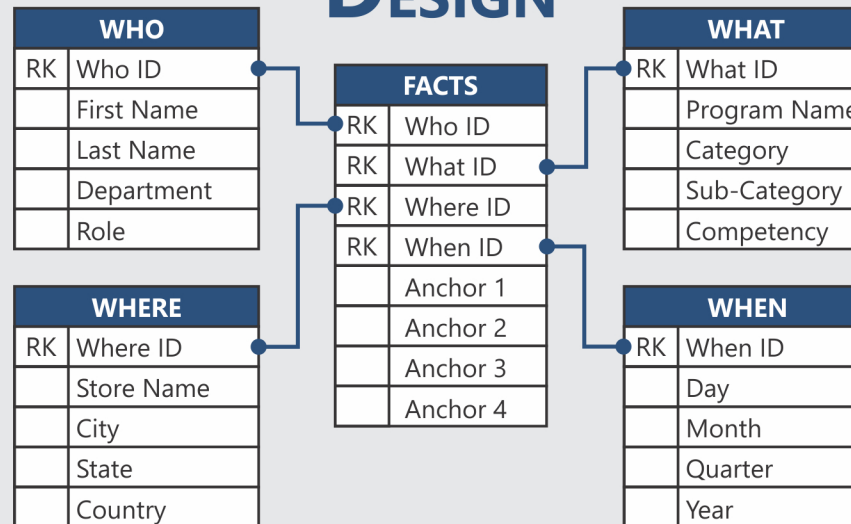 DESIGN
WHO
RK Who ID
First Name
Last Name
Department
Role
FACTS
RK Who ID
RK What ID
RK Where ID
RK When ID
Anchor 1
Anchor 2
Anchor 3
Anchor 4
WHAT
RK What ID
Program Name
Category
Sub-Category
Competency
WHERE
RK Where ID
Store Name
City
State
Country
WHEN
RK When ID
Day
Month
Quarter
Year